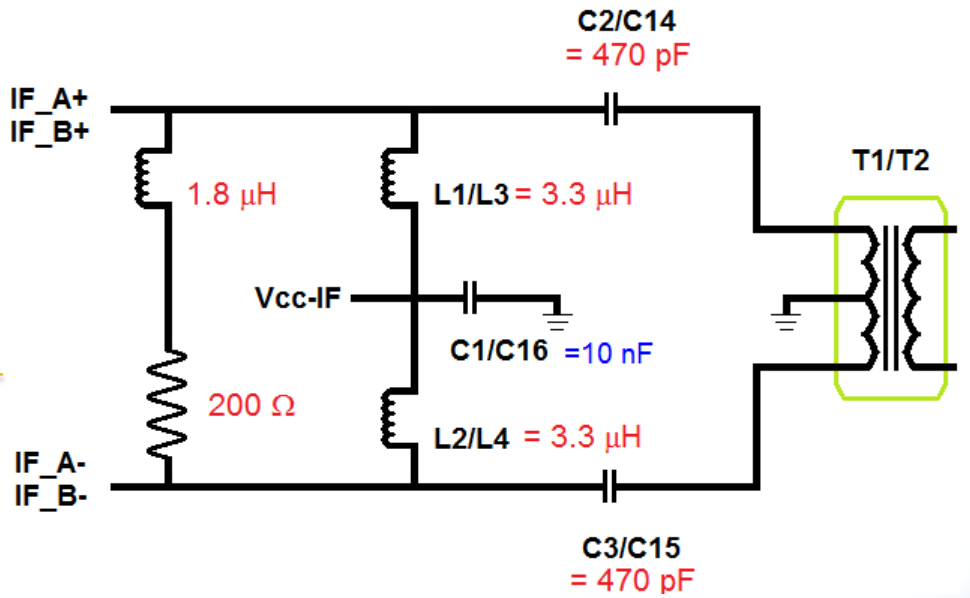 C2/C14
= 470 pF
IF_A+
IF_B+
T1/T2
1.8 μH
L1/L3 = 3.3 μH
Vcc-IF
C1/C16 =10 nF
200 Ω
L2/L4 = 3.3 μH
IF_A-
IF_B-
C3/C15
= 470 pF